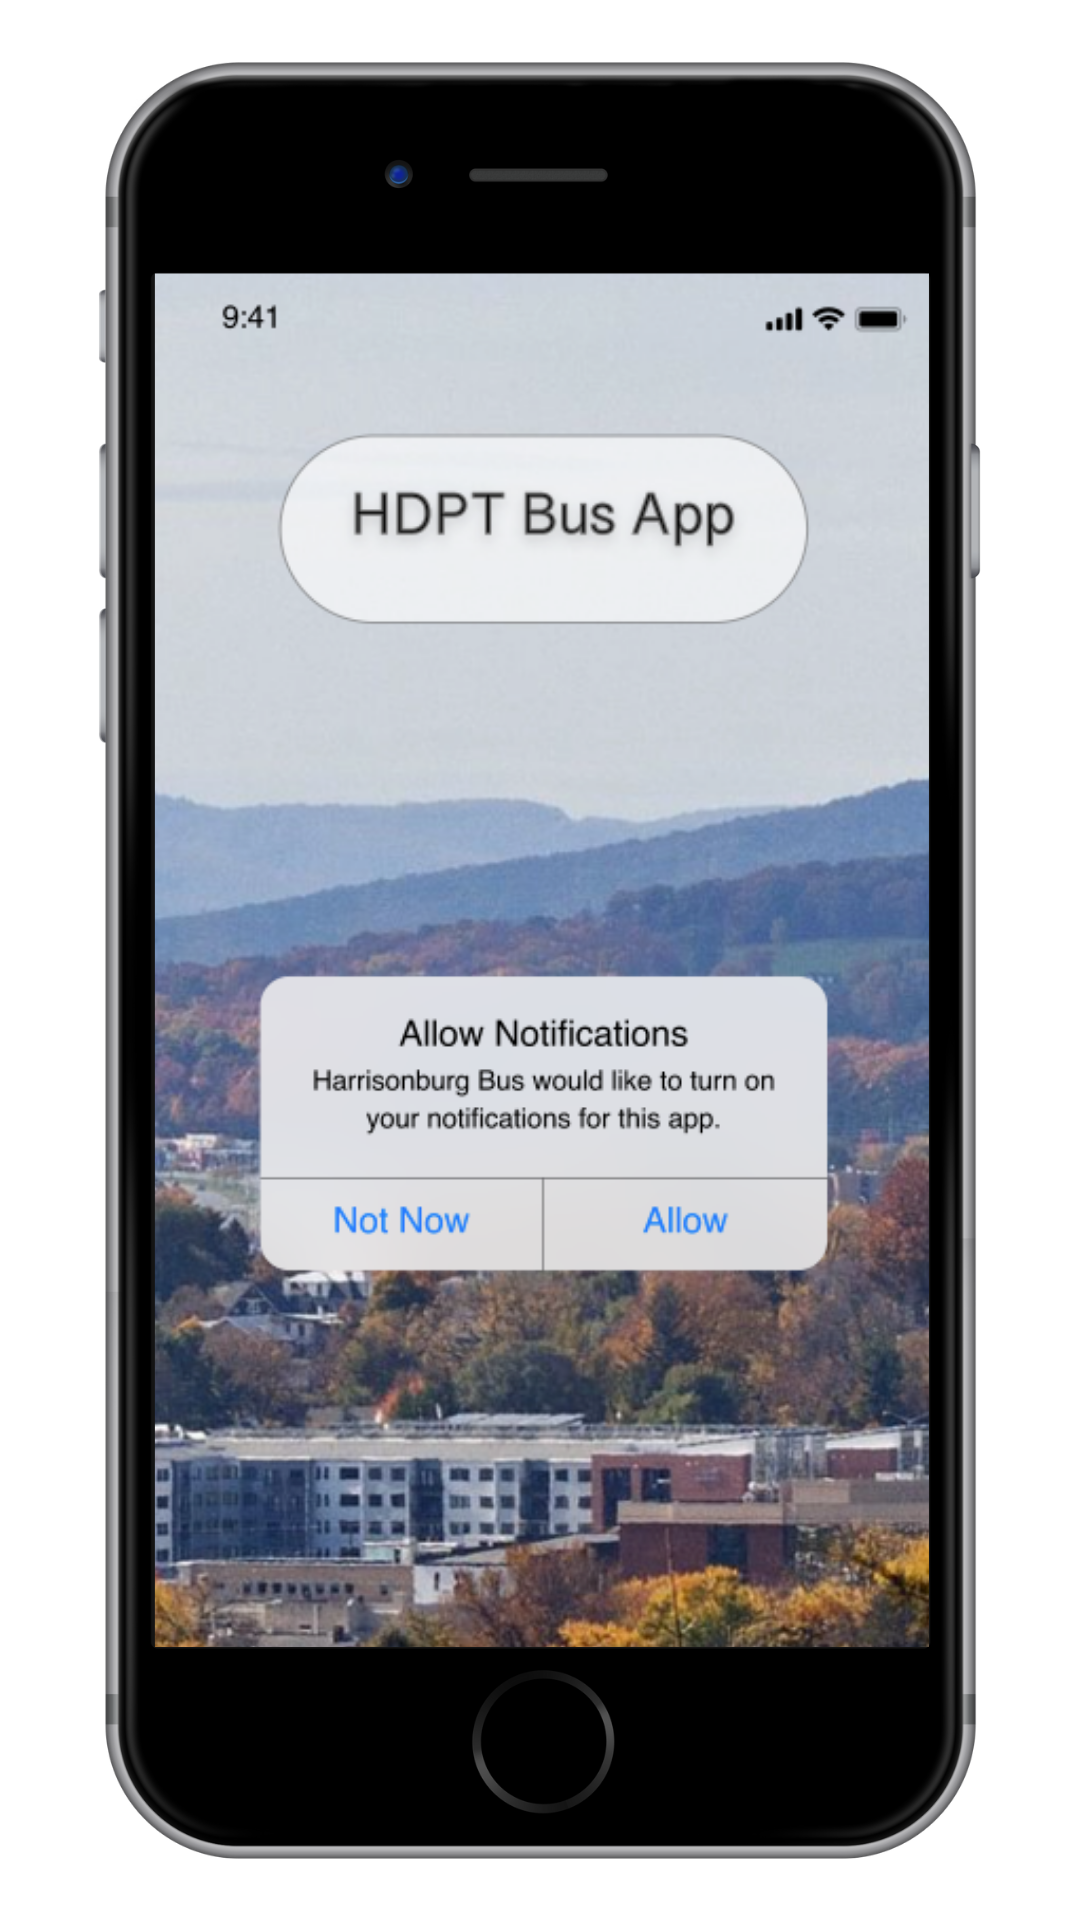 9:41
HDPT Bus App
Allow Notifications
Harrisonburg Bus would like to turn on
your notifications for this app.
Not Now
Allow